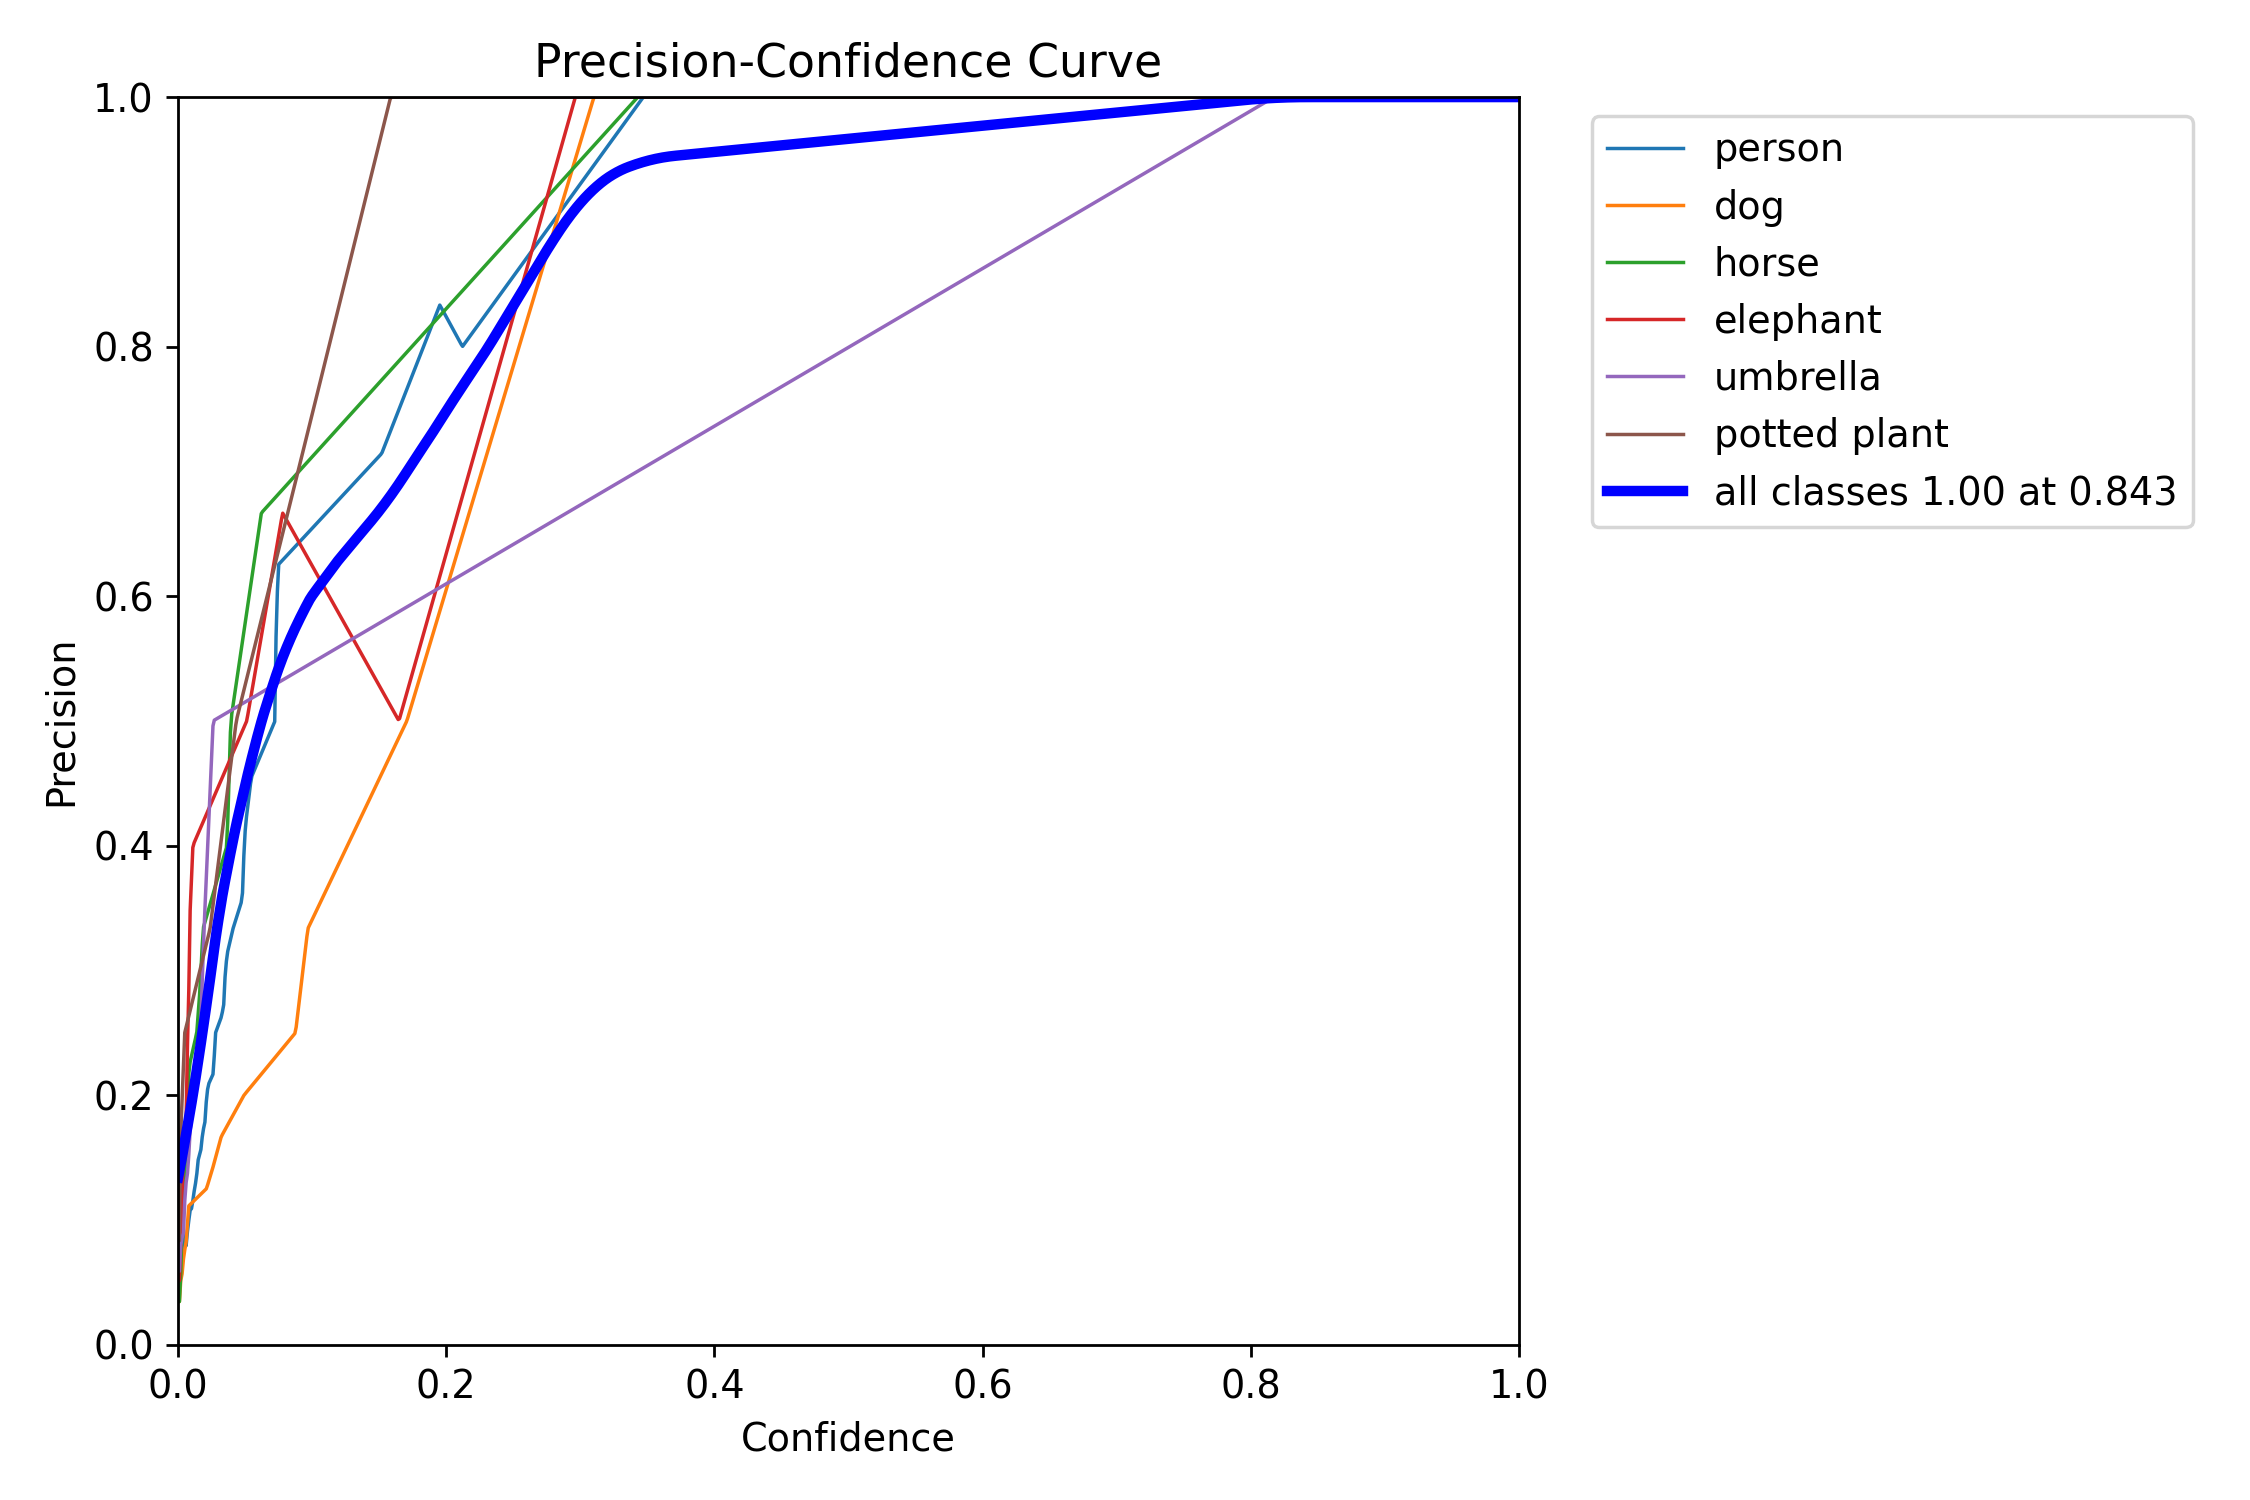 Precision-Confidence Curve
1.0
0.8
0.6
0.4
0.2
0.0
Precision
0.0 0.2 0.4 0.6 0.8 1.0
Confidence
person
dog
horse
elephant
umbrella
potted plant
all classes 1.00 at 0.843